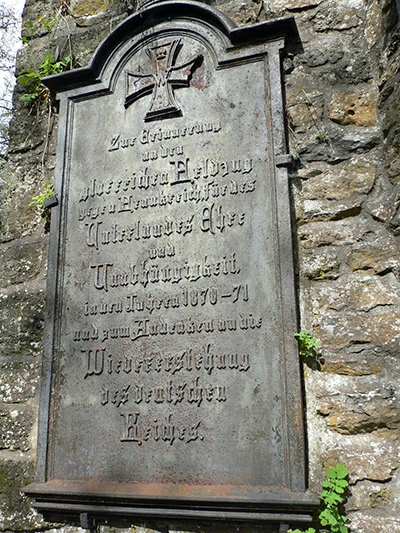 W
Zur Erinnerung
an den
glorreichen Feldzug
gegen Frankreich, für des
Vaterlandes Ehre
und
Unabhängigkeit,
in den Jahren 1870-71
und zum Andenken an die
Wiedererstehung
des deutschen
Reiches.